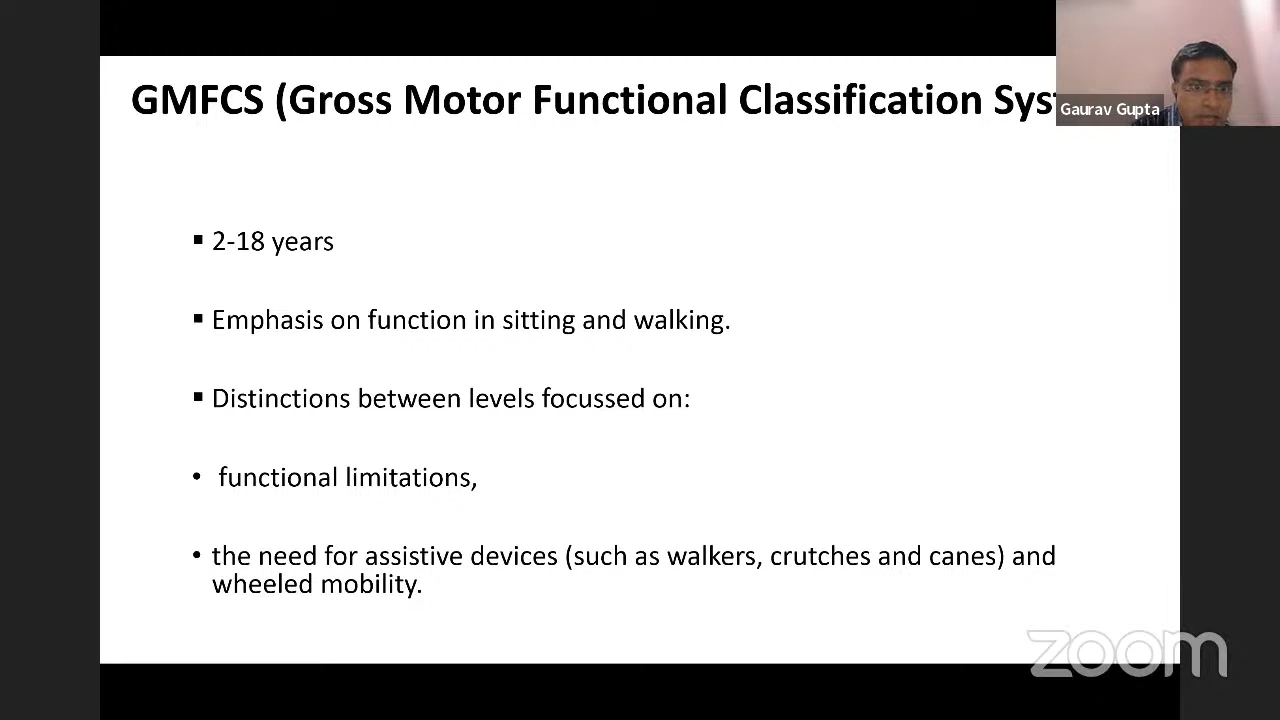 GMFCS (Gross Motor Functional Classification Syst
Gaurav Gupta
▪ 2-18 years
▪ Emphasis on function in sitting and walking.
▪ Distinctions between levels focussed on:
• functional limitations,
• the need for assistive devices (such as walkers, crutches and canes) and
wheeled mobility.
zoom